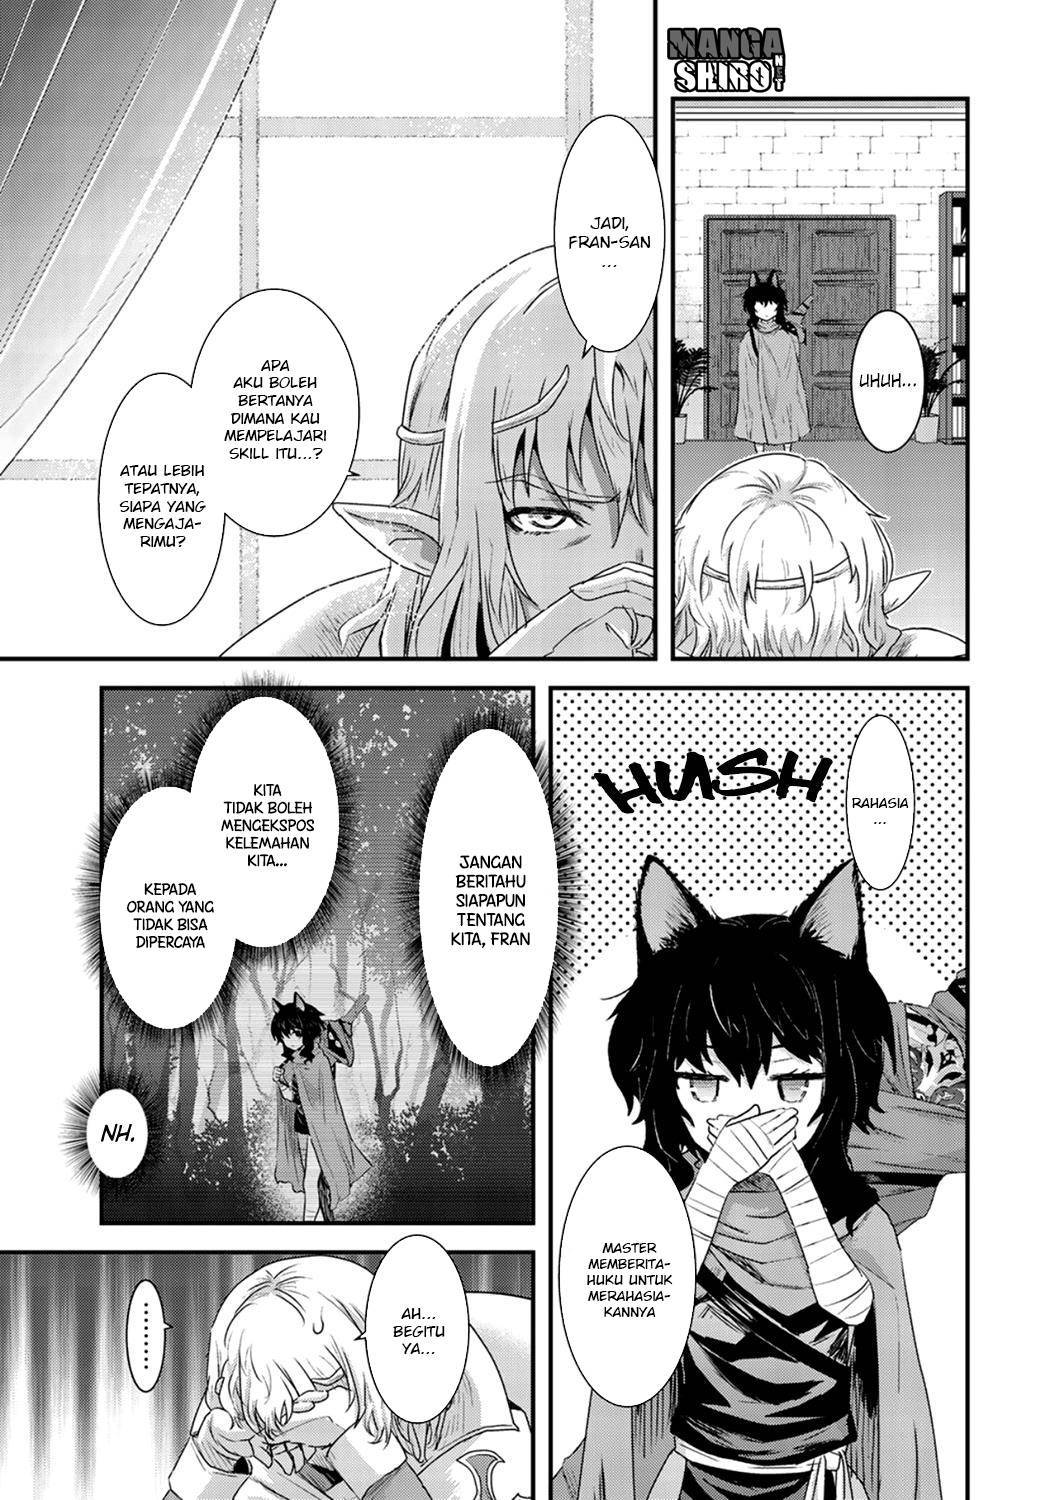 MANGA
SHIRO
NET
UHUH...
JADI,
FRAN-SAN
...
APA
AKU BOLEH
BERTANYA
DIMANA KAU
MEMPELAJARI
SKILL ITU...?
ATAU LEBIH
TEPATNYA,
SIAPA YANG
MENGAJA-
RIMU?
RAHASIA
...
HUSH
MASTER
MEMBERITA-
HUKU UNTUK
MERAHASIA-
KANNYA
JANGAN
BERITAHU
SIAPAPUN
TENTANG
KITA, FRAN
KITA
TIDAK BOLEH
MENGEKSPOS
KELEMAHAN
KITA...
KEPADA
ORANG YANG
TIDAK BISA
DIPERCAYA
NH.
AH...
BEGITU
YA...
........